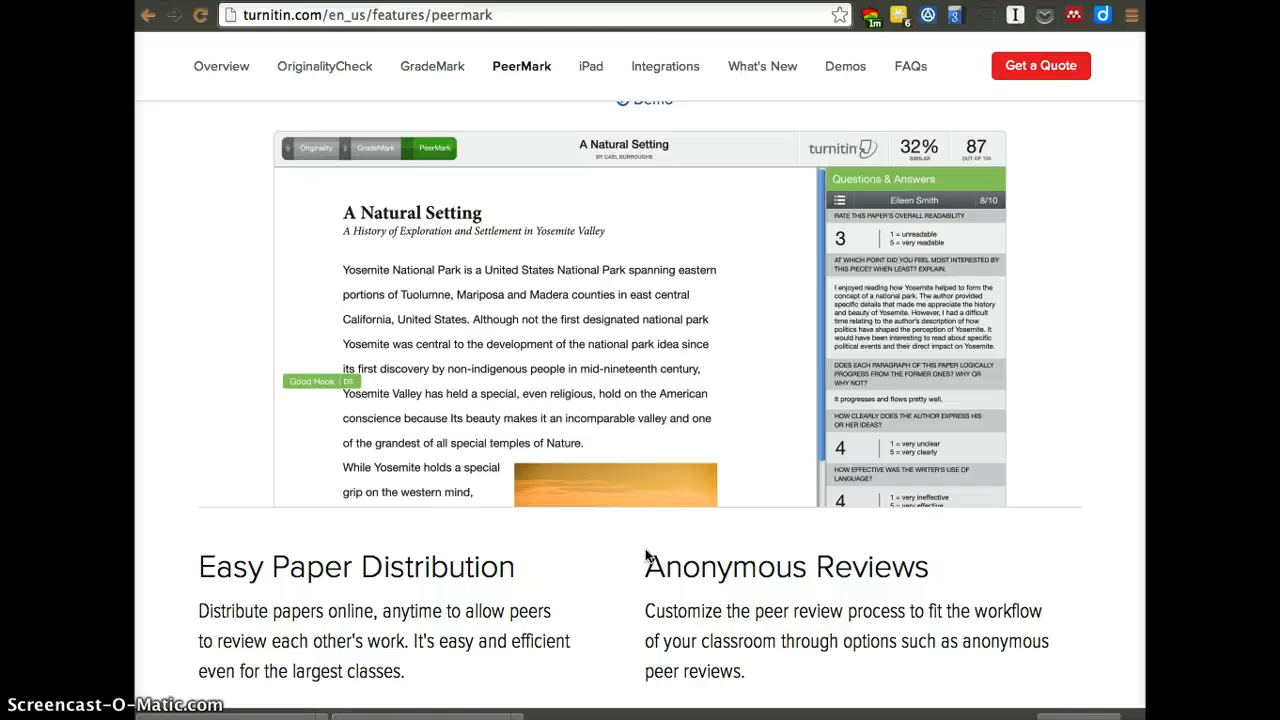 turnitin.com/en_us/features/peermark
1m
6
Overview OriginalityCheck GradeMark PeerMark iPad Integrations What's New Demos FAQs Get a Quote
Demo
Originality GradeMark PeerMark
A Natural Setting
BY GAEL BURROUGHS
turnitin
32%
SIMILAR
87
OUT OF 100
A Natural Setting
A History of Exploration and Settlement in Yosemite Valley
Yosemite National Park is a United States National Park spanning eastern
portions of Tuolumne, Mariposa and Madera counties in east central
California, United States. Although not the first designated national park
Yosemite was central to the development of the national park idea since
its first discovery by non-indigenous people in mid-nineteenth century,
Good Hook
Yosemite Valley has held a special, even religious, hold on the American
conscience because Its beauty makes it an incomparable valley and one
of the grandest of all special temples of Nature.
While Yosemite holds a special
grip on the western mind,
Questions & Answers
Eileen Smith 8/10
RATE THIS PAPER'S OVERALL READABILITY
3
1 = unreadable
5 = very readable
AT WHICH POINT DID YOU FEEL MOST INTERESTED BY
THIS PIECE? WHEN LEAST? EXPLAIN.
I enjoyed reading how Yosemite helped to form the
concept of a national park. The author provided
specific details that made me appreciate the history
and beauty of Yosemite. However, I had a difficult
time relating to the author's description of how
politics have shaped the perception of Yosemite. It
would have been interesting to read about specific
political events and their direct impact on Yosemite.
DOES EACH PARAGRAPH OF THIS PAPER LOGICALLY
PROGRESS FROM THE FORMER ONES? WHY OR
WHY NOT?
It progresses and flows pretty well.
HOW CLEARLY DOES THE AUTHOR EXPRESS HIS
OR HER IDEAS?
4
1 = very unclear
5 = very clearly
HOW EFFECTIVE WAS THE WRITER'S USE OF
LANGUAGE?
4
1 = very ineffective
5 = very effective
Easy Paper Distribution
Distribute papers online, anytime to allow peers
to review each other's work. It's easy and efficient
even for the largest classes.
Anonymous Reviews
Customize the peer review process to fit the workflow
of your classroom through options such as anonymous
peer reviews.
Screencast-O-Matic.com